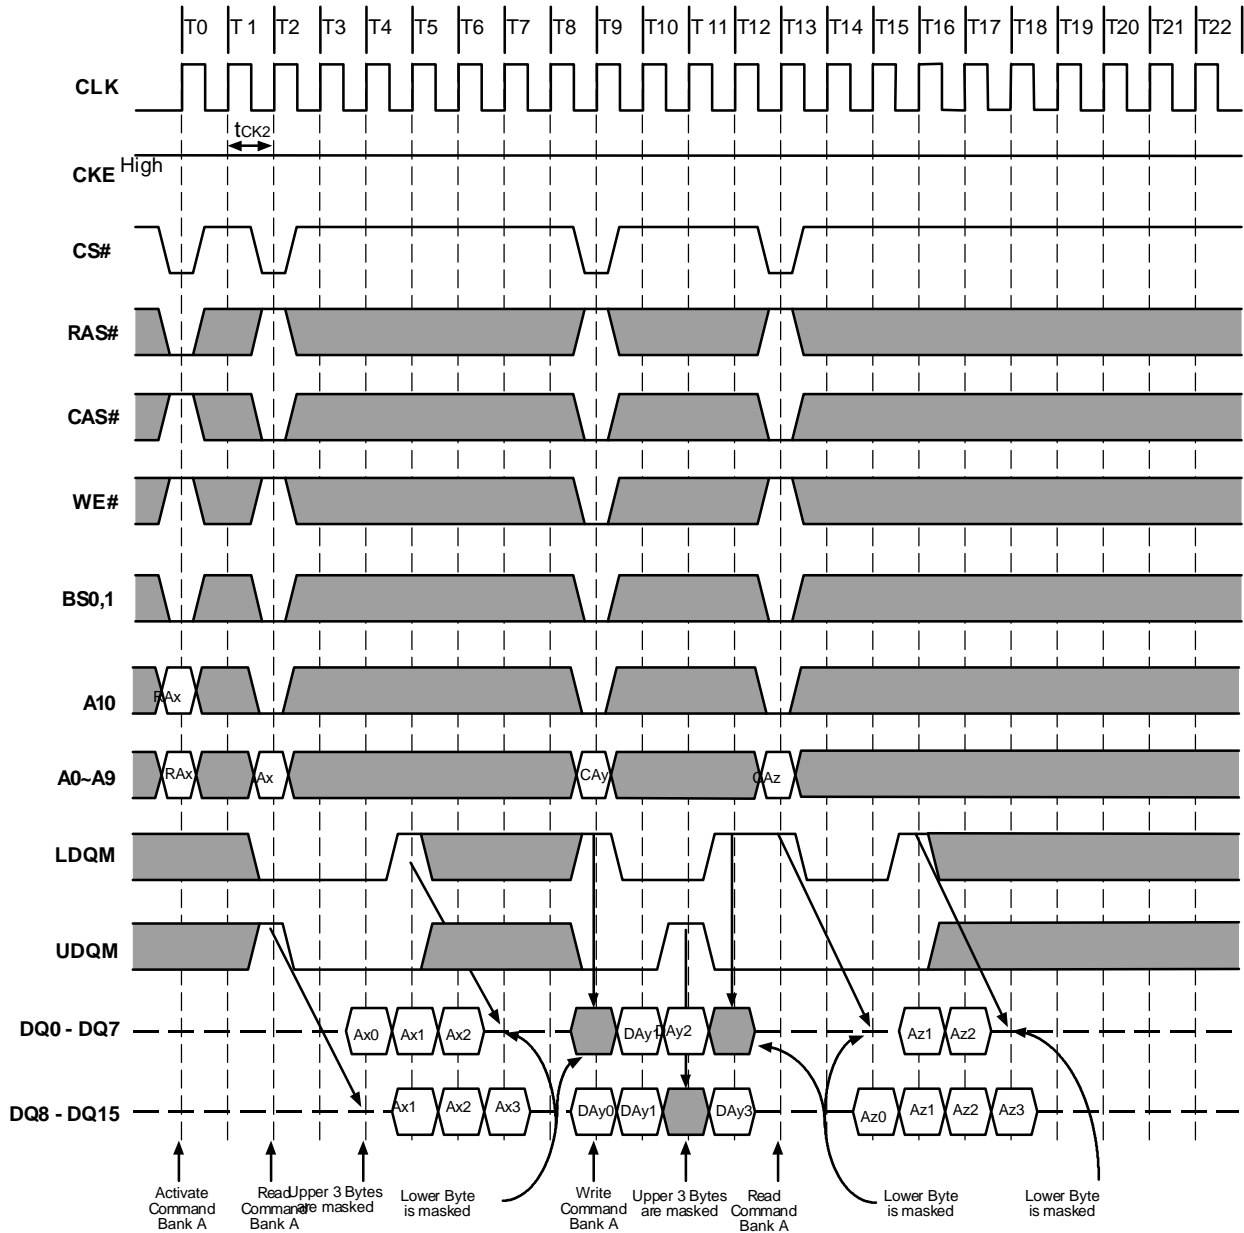 T0 T 1 T2 T3 T4 T5 T6 T7 T8 T9 T10 T 11 T12 T13 T14 T15 T16 T17 T18 T19 T20 T21 T22
CLK
tCK2
High
CKE
CS#
RAS#
CAS#
WE#
BS0,1
RAx
A10
A0~A9 RAx Ax CAy CAz
LDQM
UDQM
DQ0 - DQ7 Ax0 Ax1 Ax2 DAy1 DAy2 Az1 Az2
DQ8 - DQ15 Ax1 Ax2 Ax3 DAy0 DAy1 DAy3 Az0 Az1 Az2 Az3
Activate
Command
Bank A
Read
Command
Bank A
Upper 3 Bytes
are masked
Lower Byte
is masked
Write
Command
Bank A
Upper 3 Bytes
are masked
Read
Command
Bank A
Lower Byte
is masked
Lower Byte
is masked